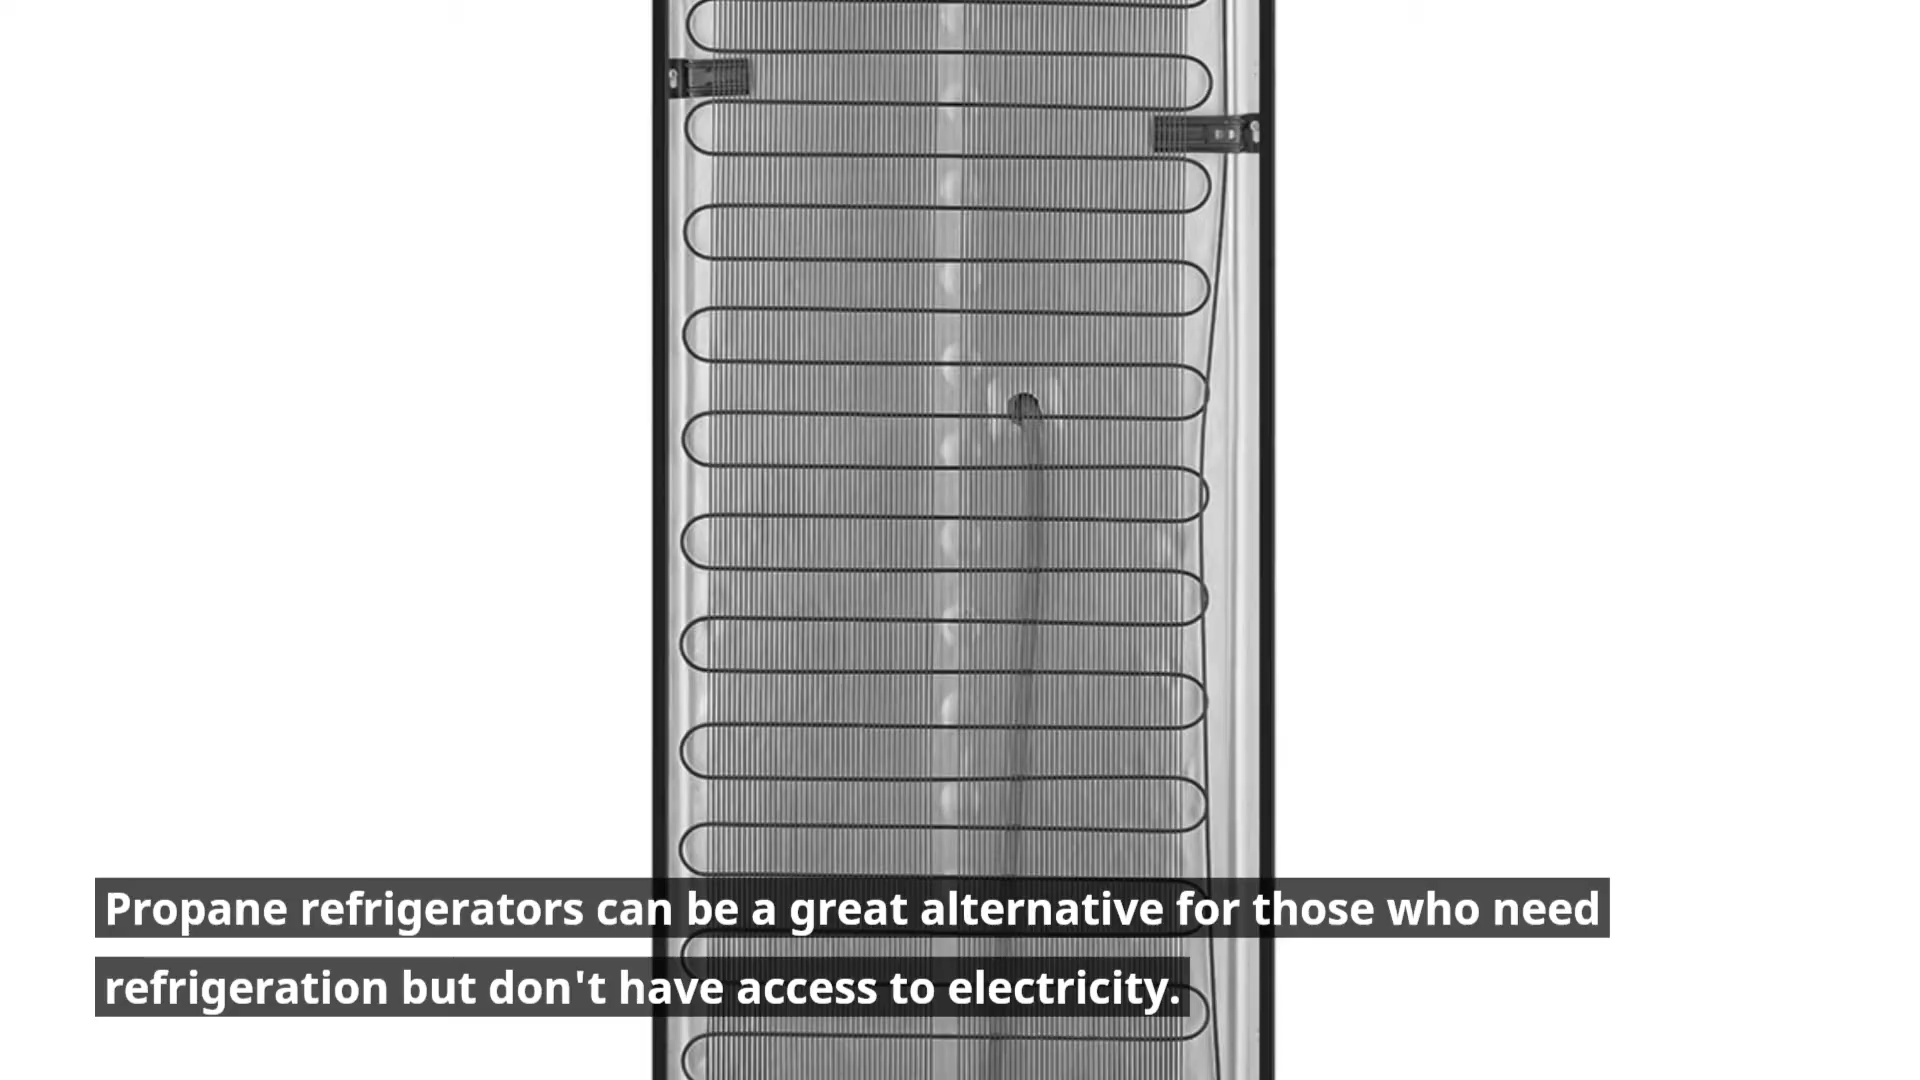 Propane refrigerators can be a great alternative for those who need
refrigeration but don't have access to electricity.